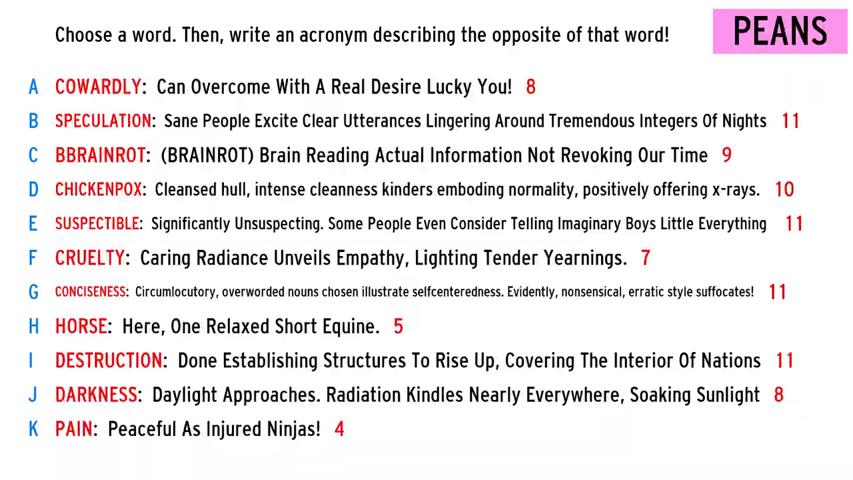 Choose a word. Then, write an acronym describing the opposite of that word!
PEANS
A COWARDLY: Can Overcome With A Real Desire Lucky You! 8
B SPECULATION: Sane People Excite Clear Utterances Lingering Around Tremendous Integers Of Nights 11
C BBRAINROT: (BRAINROT) Brain Reading Actual Information Not Revoking Our Time 9
D CHICKENPOX: Cleansed hull, intense cleanness kinders emboding normality, positively offering x-rays. 10
E SUSPECTIBLE: Significantly Unsuspecting. Some People Even Consider Telling Imaginary Boys Little Everything 11
F CRUELTY: Caring Radiance Unveils Empathy, Lighting Tender Yearnings. 7
G CONCISENESS: Circumlocutory, overworded nouns chosen illustrate selfcenteredness. Evidently, nonsensical, erratic style suffocates! 11
H HORSE: Here, One Relaxed Short Equine. 5
I DESTRUCTION: Done Establishing Structures To Rise Up, Covering The Interior Of Nations 11
J DARKNESS: Daylight Approaches. Radiation Kindles Nearly Everywhere, Soaking Sunlight 8
K PAIN: Peaceful As Injured Ninjas! 4